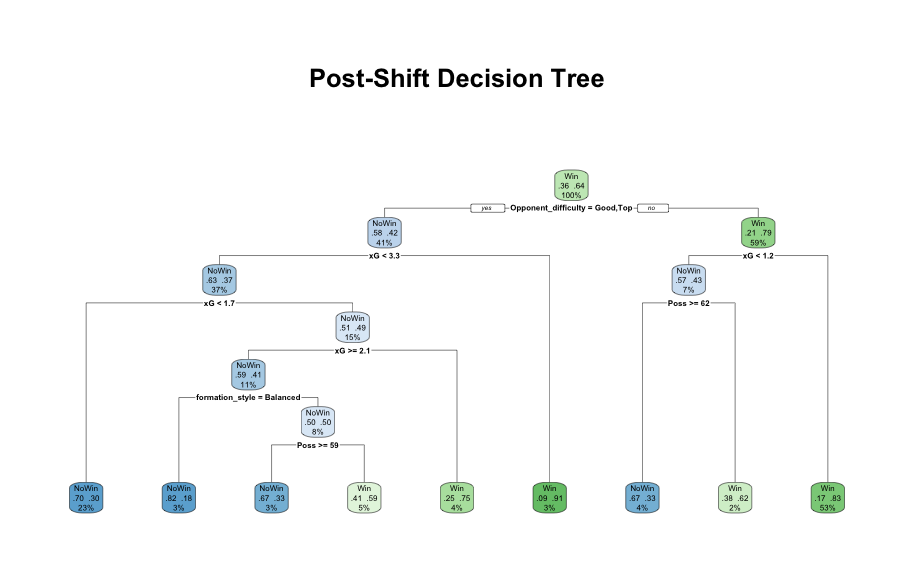 Post-Shift Decision Tree
Win
.36 .64
100%
yes Opponent_difficulty = Good,Top no
NoWin
.58 .42
41%
Win
.21 .79
59%
xG < 3.3
xG < 1.2
NoWin
.63 .37
37%
NoWin
.57 .43
7%
xG < 1.7
Poss >= 62
NoWin
.51 .49
15%
xG >= 2.1
NoWin
.59 .41
11%
formation_style = Balanced
NoWin
.50 .50
8%
Poss >= 59
NoWin
.70 .30
23%
NoWin
.82 .18
3%
NoWin
.67 .33
3%
Win
.41 .59
5%
Win
.25 .75
4%
Win
.09 .91
3%
NoWin
.67 .33
4%
Win
.38 .62
2%
Win
.17 .83
53%